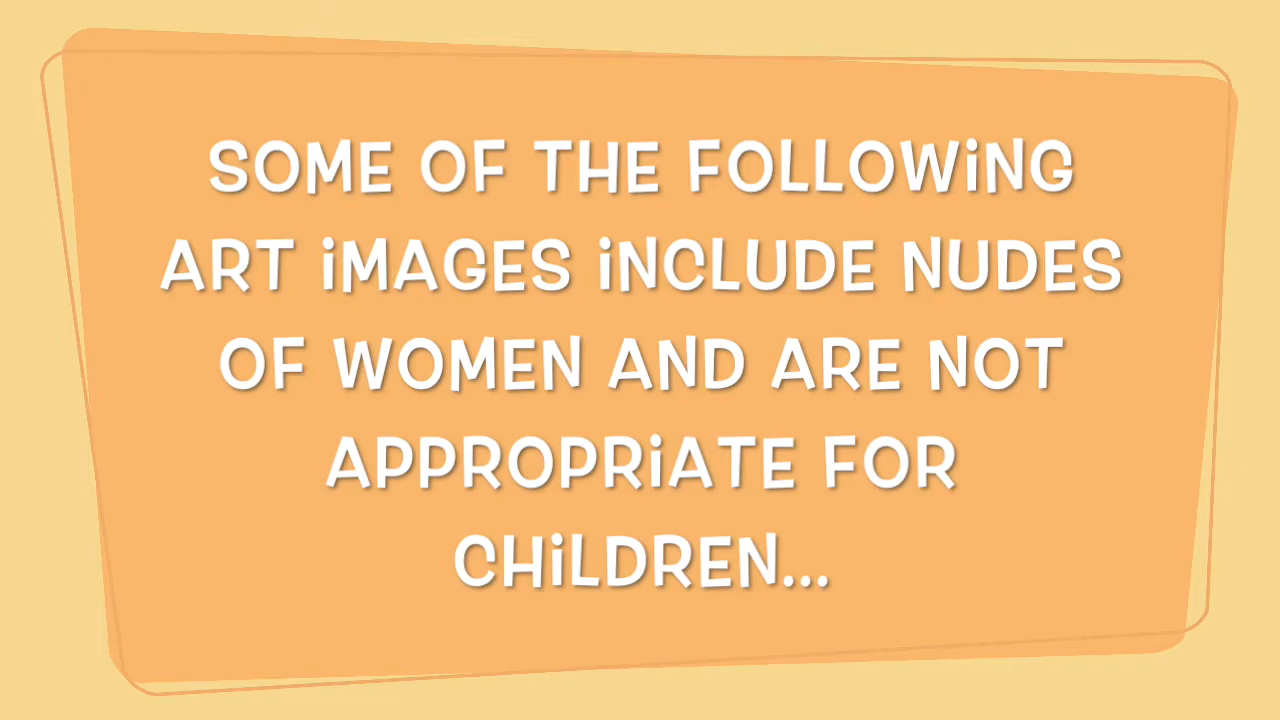 SOME OF THE FOLLOWiNG
ART iMAGES iNCLUDE NUDES
OF WOMEN AND ARE NOT
APPROPRiATE FOR
CHiLDREN...